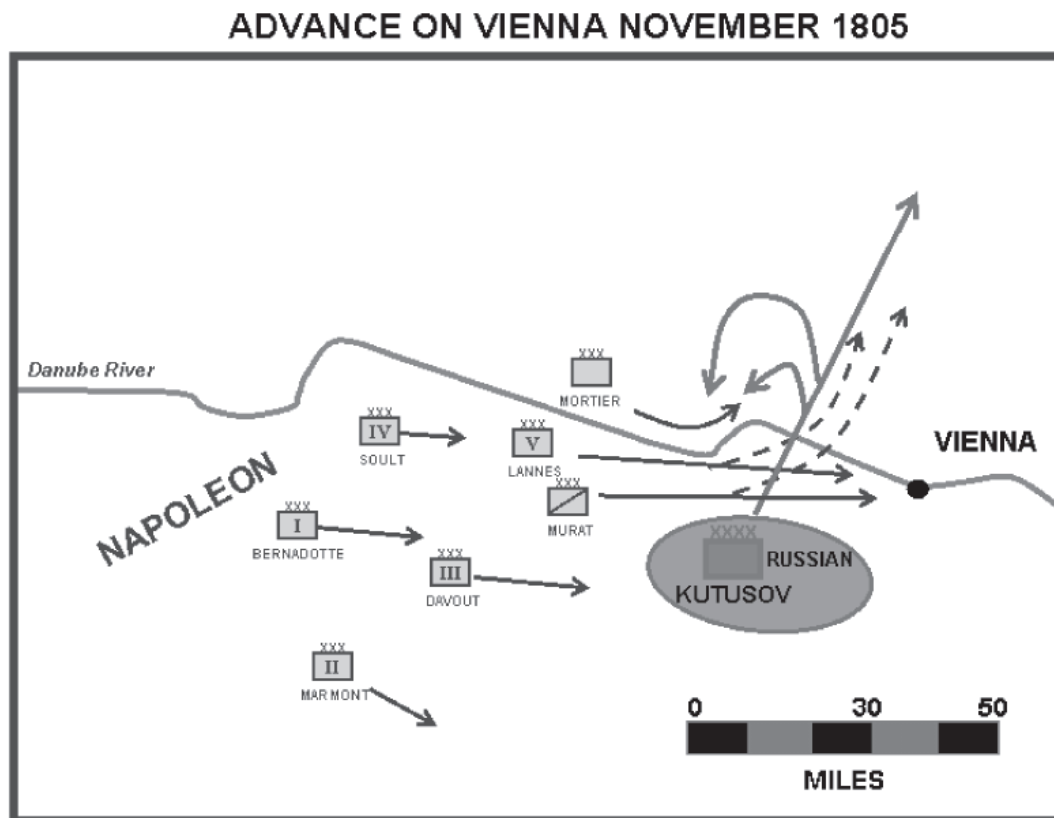 ADVANCE ON VIENNA NOVEMBER 1805
Danube River
XXX
MORTIER
XXX
IV
SOULT
XXX
V
LANNES
VIENNA
NAPOLEON
XXX
MURAT
XXX
I
BERNADOTTE
XXXX
RUSSIAN
KUTUSOV
XXX
III
DAVOUT
XXX
II
MARMONT
0 30 50
MILES